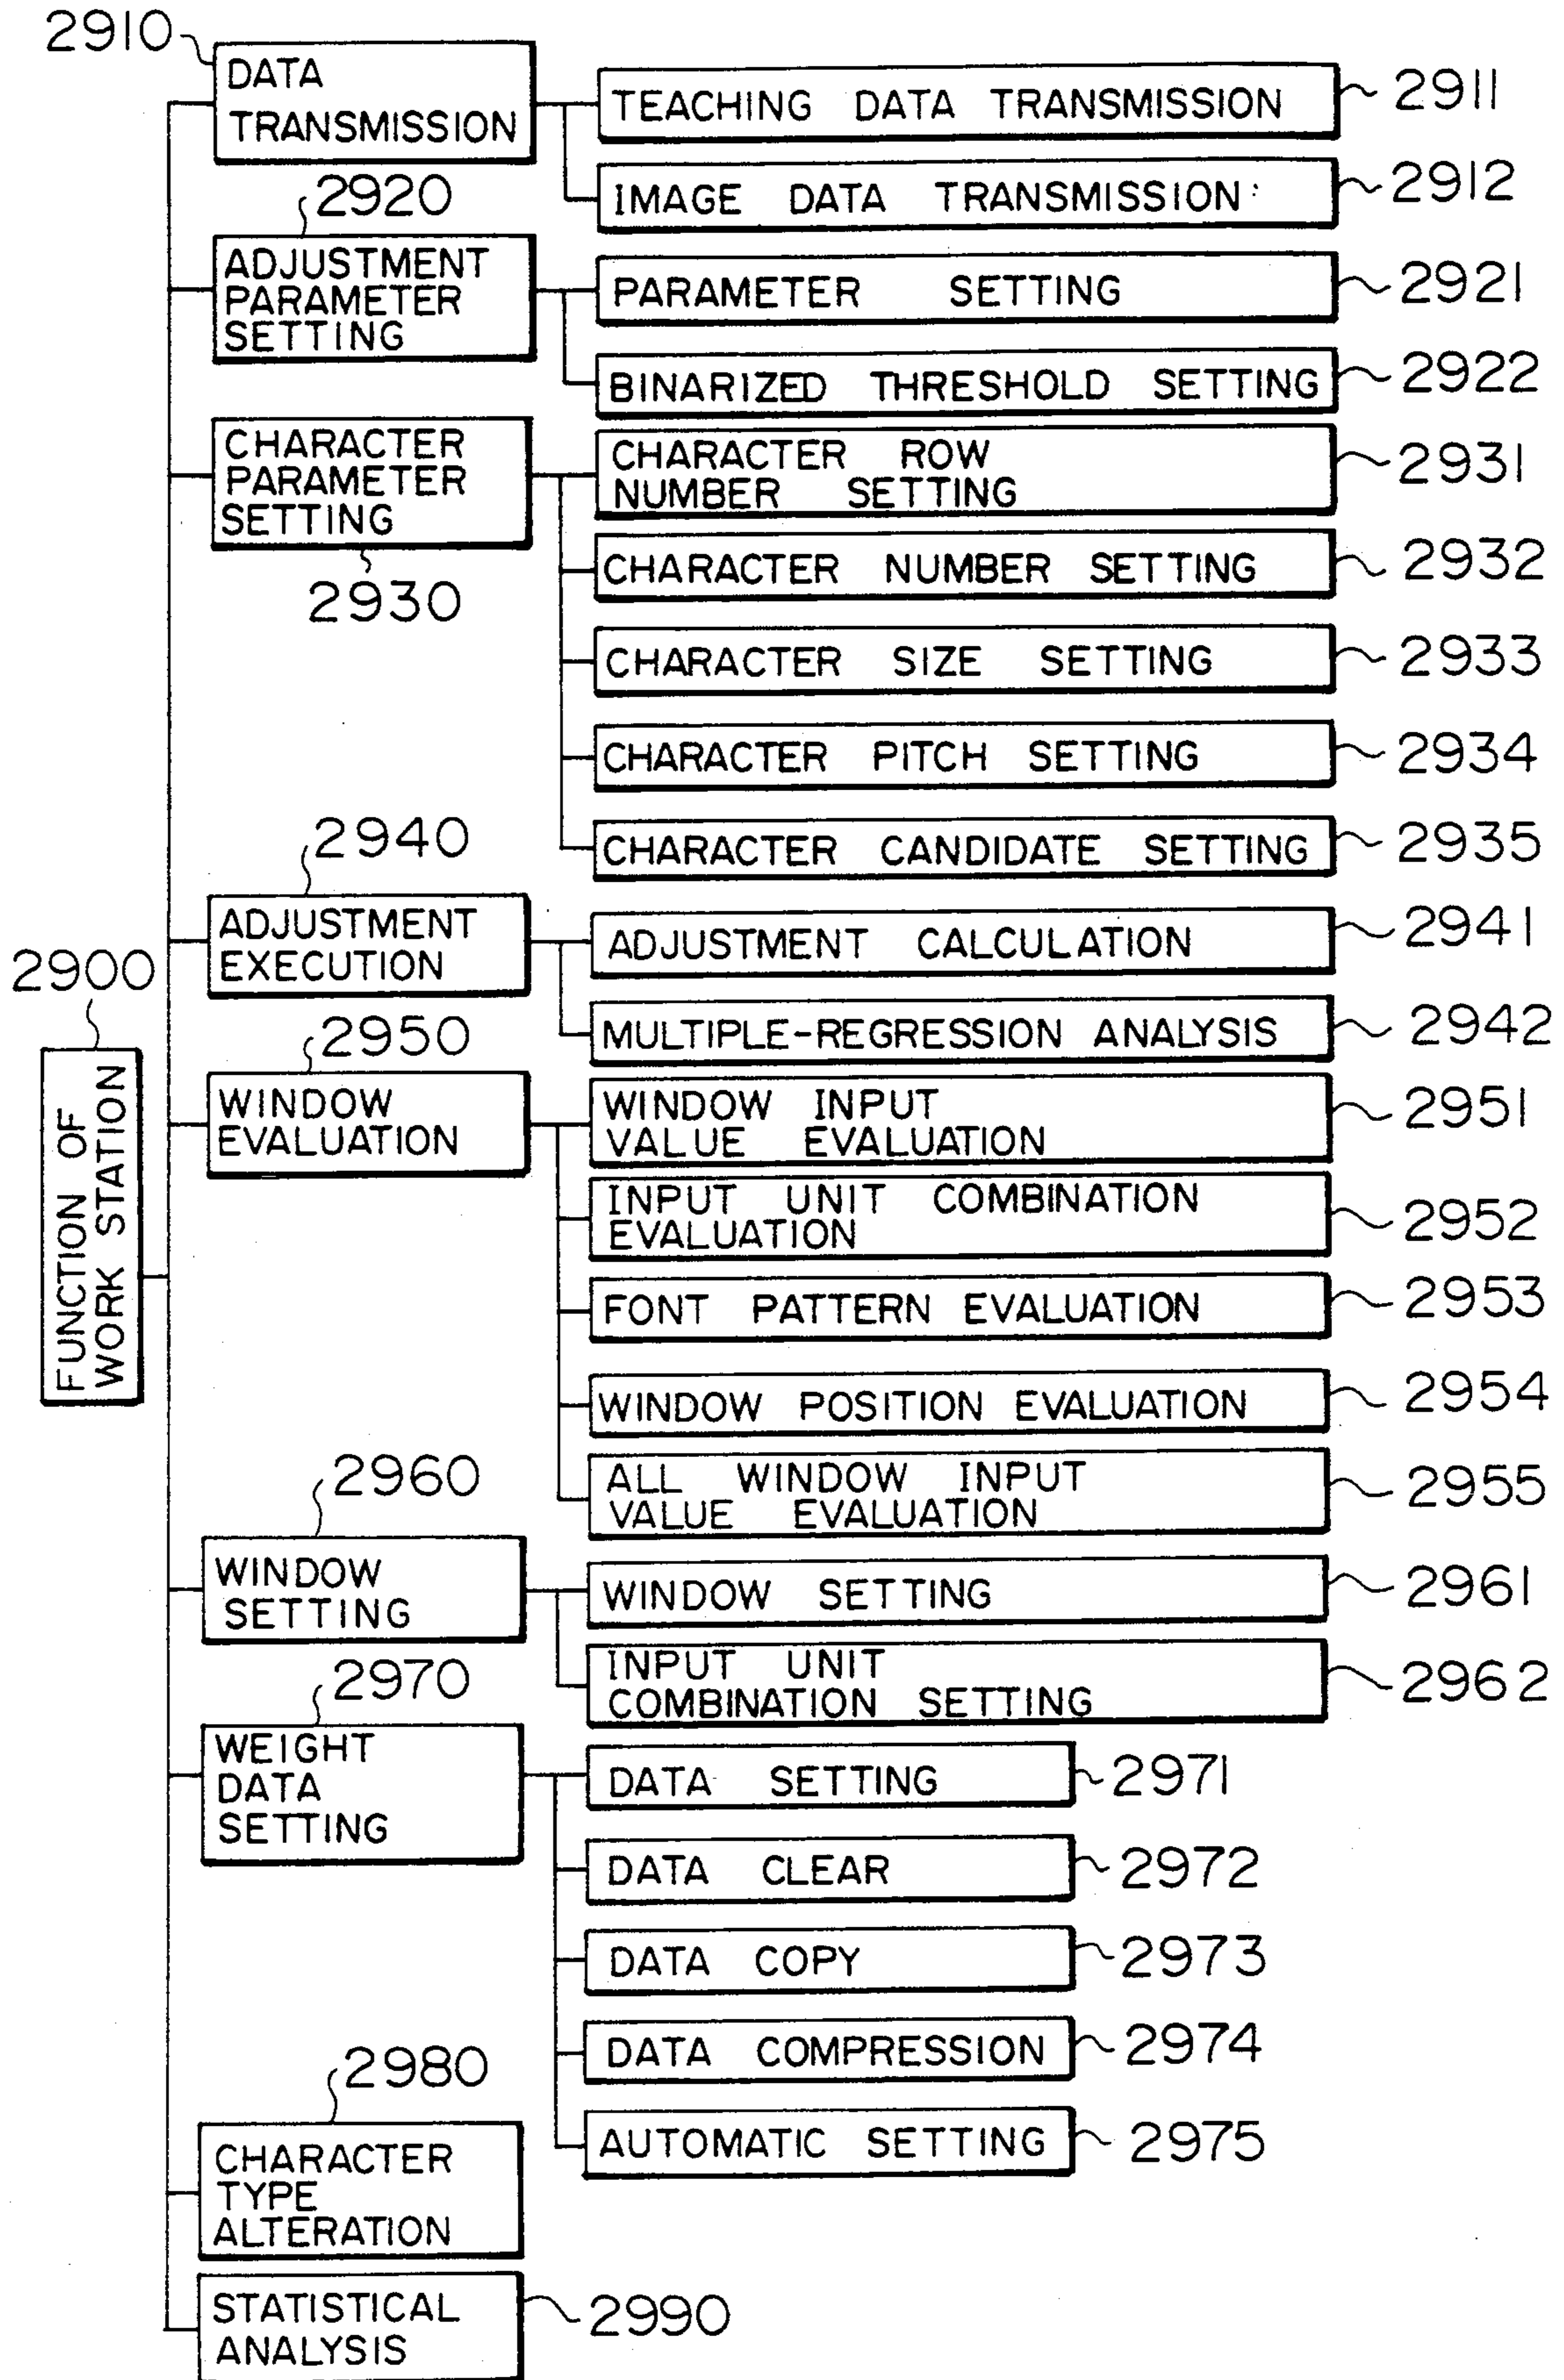 2910
DATA
TRANSMISSION
TEACHING DATA TRANSMISSION
2911
IMAGE DATA TRANSMISSION
2912
2920
ADJUSTMENT
PARAMETER
SETTING
PARAMETER SETTING
2921
BINARIZED THRESHOLD SETTING
2922
CHARACTER
PARAMETER
SETTING
2930
CHARACTER ROW
NUMBER SETTING
2931
CHARACTER NUMBER SETTING
2932
CHARACTER SIZE SETTING
2933
CHARACTER PITCH SETTING
2934
CHARACTER CANDIDATE SETTING
2935
2940
ADJUSTMENT
EXECUTION
ADJUSTMENT CALCULATION
2941
MULTIPLE-REGRESSION ANALYSIS
2942
2900
FUNCTION OF
WORK STATION
2950
WINDOW
EVALUATION
WINDOW INPUT
VALUE EVALUATION
2951
INPUT UNIT COMBINATION
EVALUATION
2952
FONT PATTERN EVALUATION
2953
WINDOW POSITION EVALUATION
2954
ALL WINDOW INPUT
VALUE EVALUATION
2955
2960
WINDOW
SETTING
WINDOW SETTING
2961
INPUT UNIT
COMBINATION SETTING
2962
2970
WEIGHT
DATA
SETTING
DATA SETTING
2971
DATA CLEAR
2972
DATA COPY
2973
DATA COMPRESSION
2974
AUTOMATIC SETTING
2975
2980
CHARACTER
TYPE
ALTERATION
STATISTICAL
ANALYSIS
2990